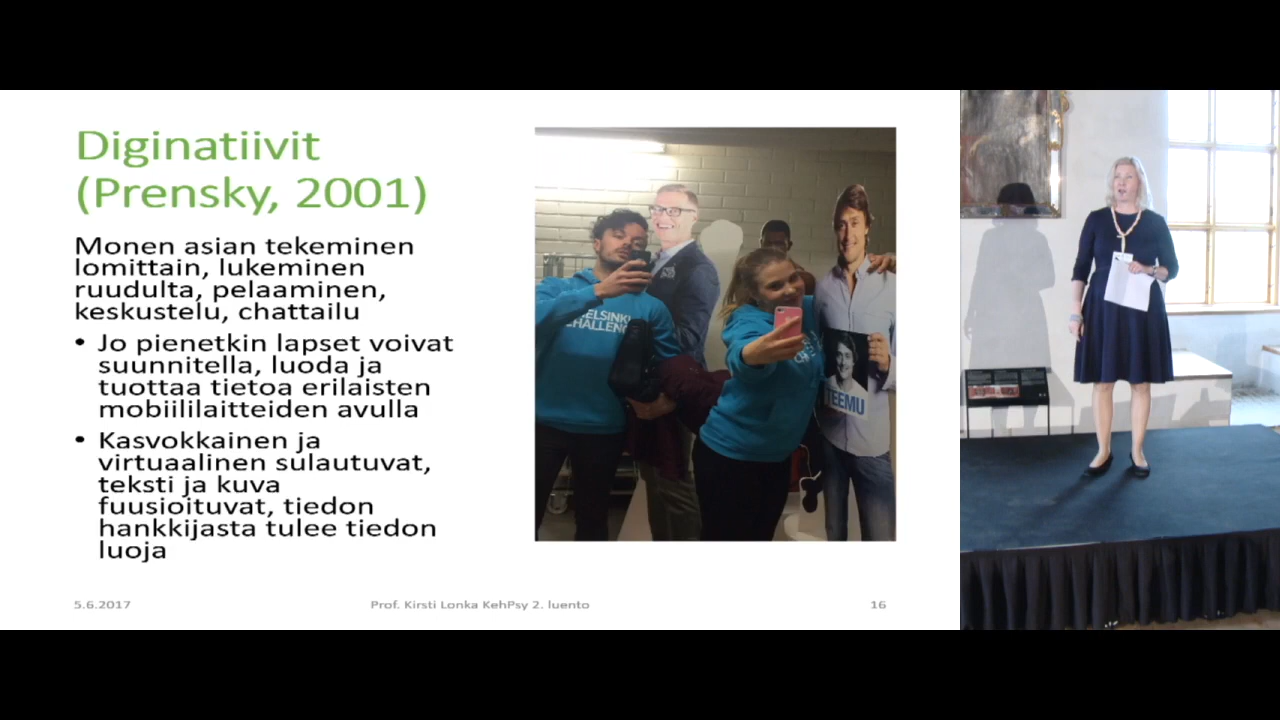 Diginatiivit
(Prensky, 2001)
Monen asian tekeminen
lomittain, lukeminen
ruudulta, pelaaminen,
keskustelu, chattailu
• Jo pienetkin lapset voivat
suunnitella, luoda ja
tuottaa tietoa erilaisten
mobiililaitteiden avulla
• Kasvokkainen ja
virtuaalinen sulautuvat,
teksti ja kuva
fuusioituvat, tiedon
hankkijasta tulee tiedon
luoja
HELSINKI
CHALLENG
TEEMU
5.6.2017
Prof. Kirsti Lonka KehPsy 2. luento
16